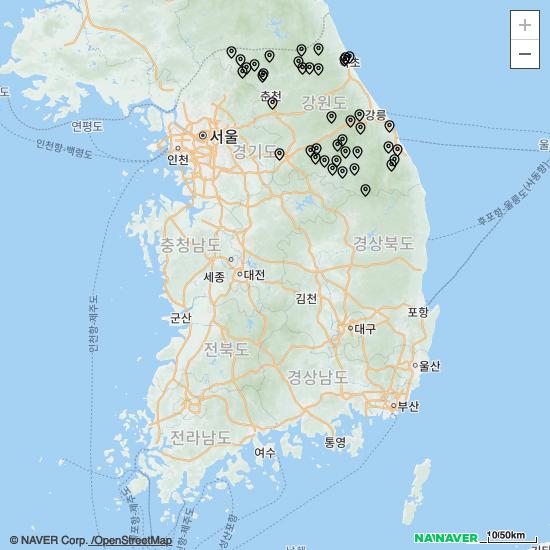 +
−
속초
춘천
강원도
강릉
연평도
서울
인천항-백령도
인천
경기도
울
후포항-울릉도(사동항)
충청남도
경상북도
세종
대전
김천
인천항-제주도
군산
포항
대구
전북도
경상남도
울산
부산
전라남도
여수
통영
© NAVER Corp. /OpenStreetMap
NAVER
10/50km